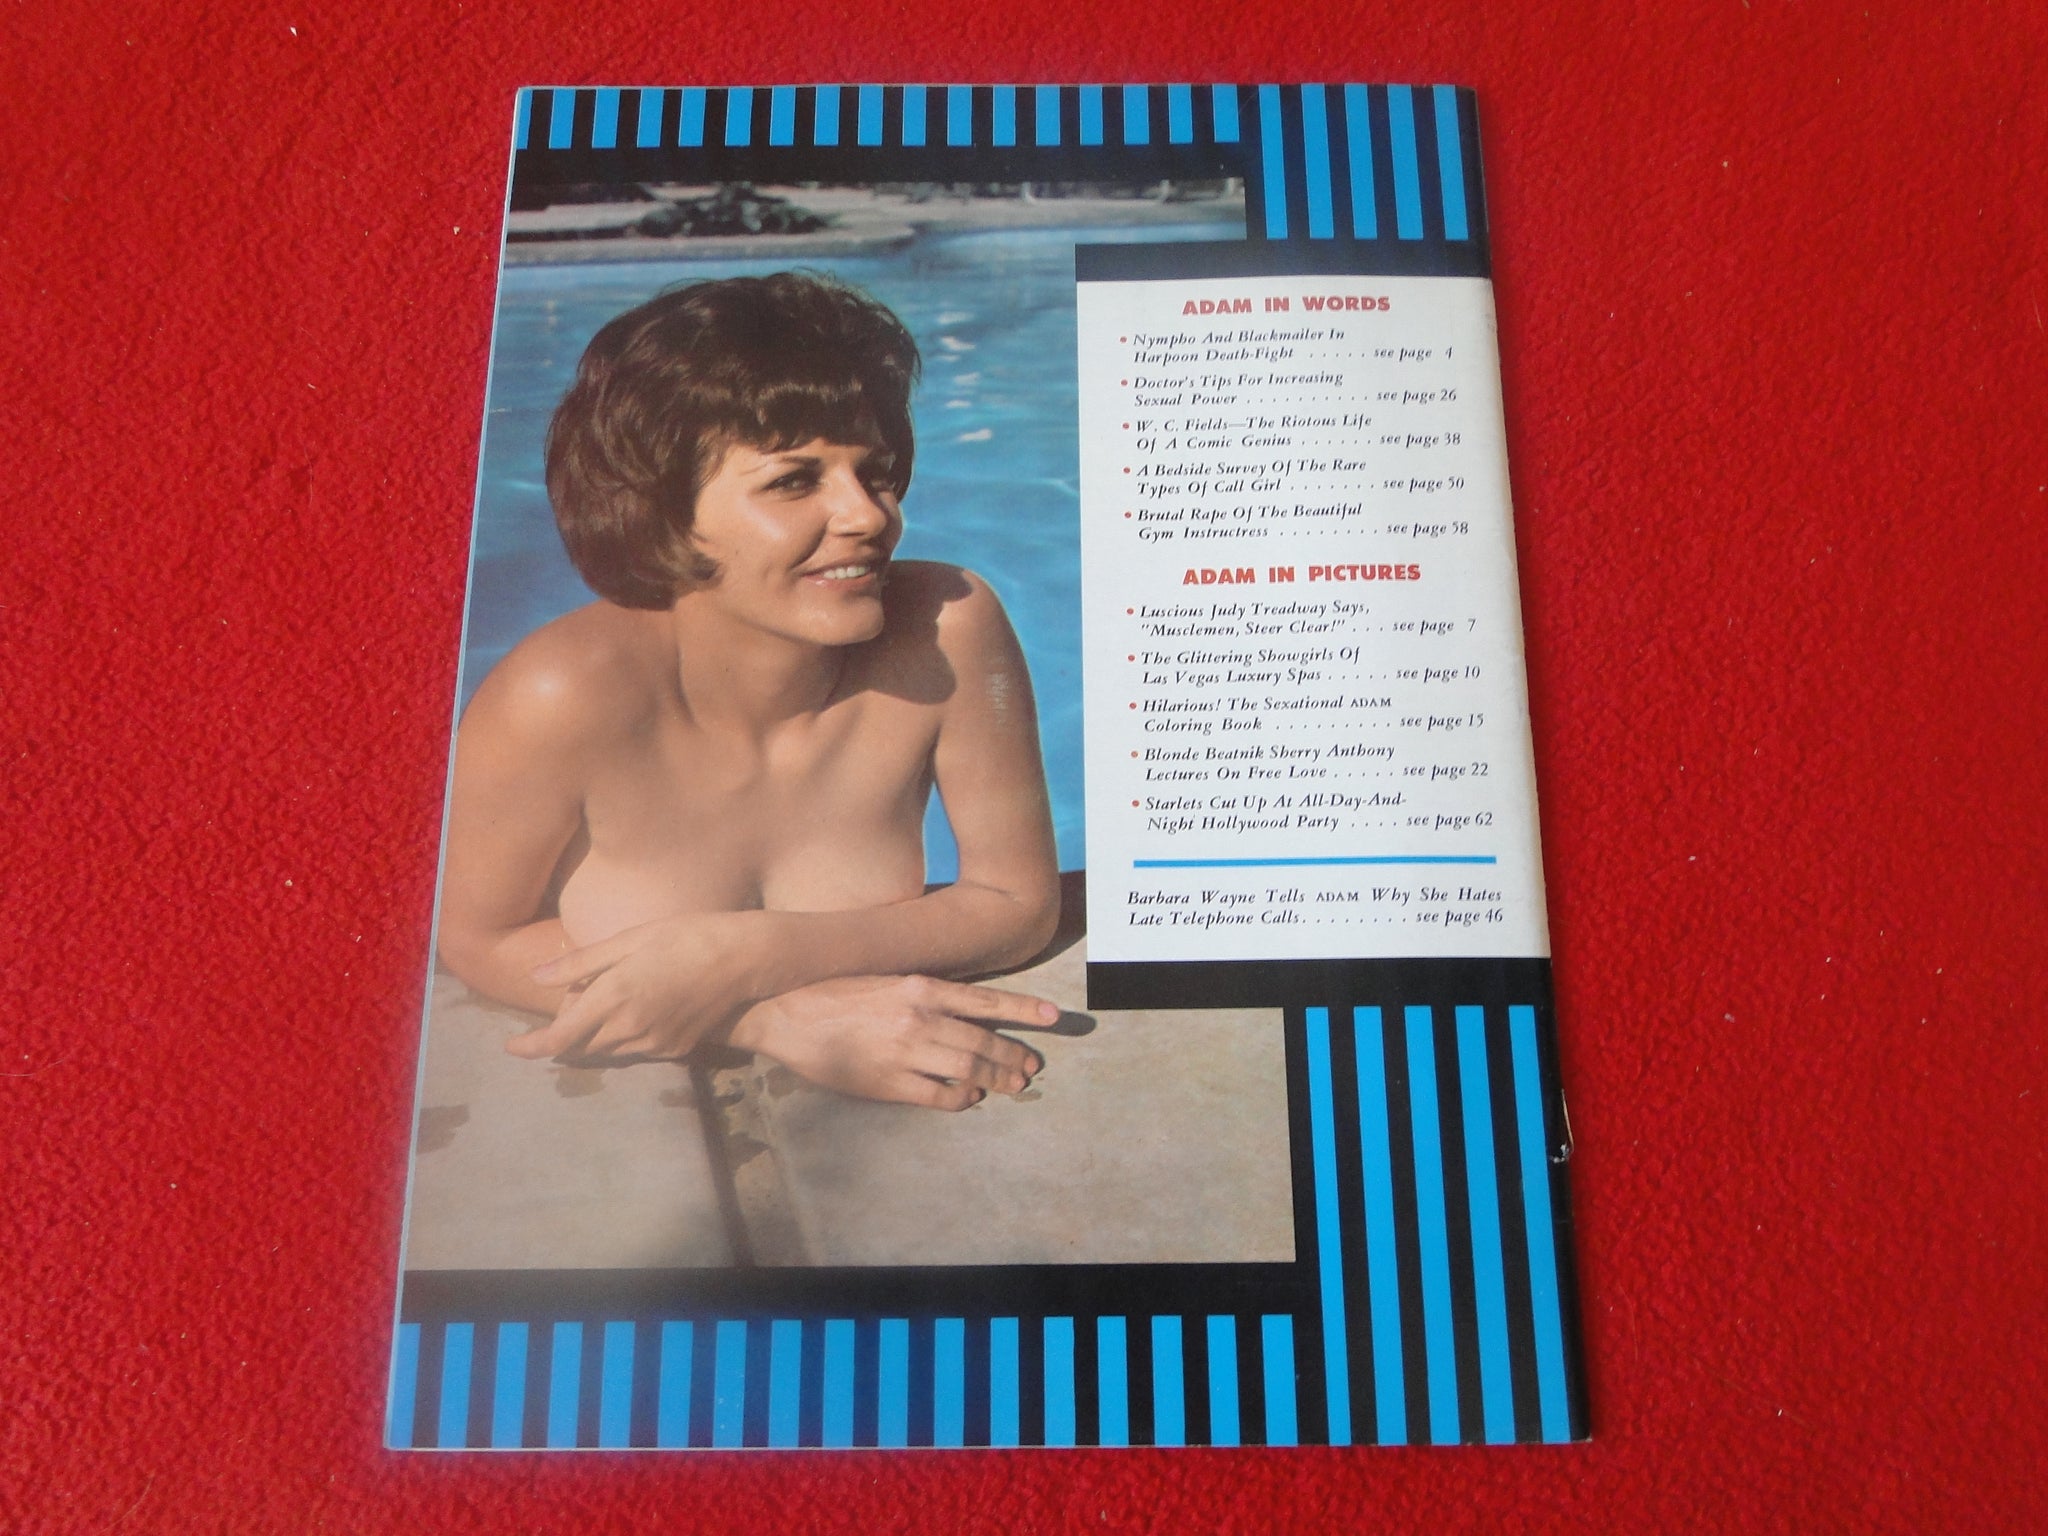 ADAM IN WORDS
• Nympho And Blackmailer In
Harpoon Death-Fight . . . . . see page 4
• Doctor's Tips For Increasing
Sexual Power . . . . . . . . . . see page 26
• W. C. Fields—The Riotous Life
Of A Comic Genius . . . . . . see page 38
• A Bedside Survey Of The Rare
Types Of Call Girl . . . . . . . see page 50
• Brutal Rape Of The Beautiful
Gym Instructress . . . . . . . . see page 58
ADAM IN PICTURES
• Luscious Judy Treadway Says,
"Musclemen, Steer Clear!" . . . see page 7
• The Glittering Showgirls Of
Las Vegas Luxury Spas . . . . . see page 10
• Hilarious! The Sexational ADAM
Coloring Book . . . . . . . . . see page 15
• Blonde Beatnik Sherry Anthony
Lectures On Free Love . . . . . see page 22
• Starlets Cut Up At All-Day-And-
Night Hollywood Party . . . . see page 62
Barbara Wayne Tells ADAM Why She Hates
Late Telephone Calls. . . . . . . . see page 46